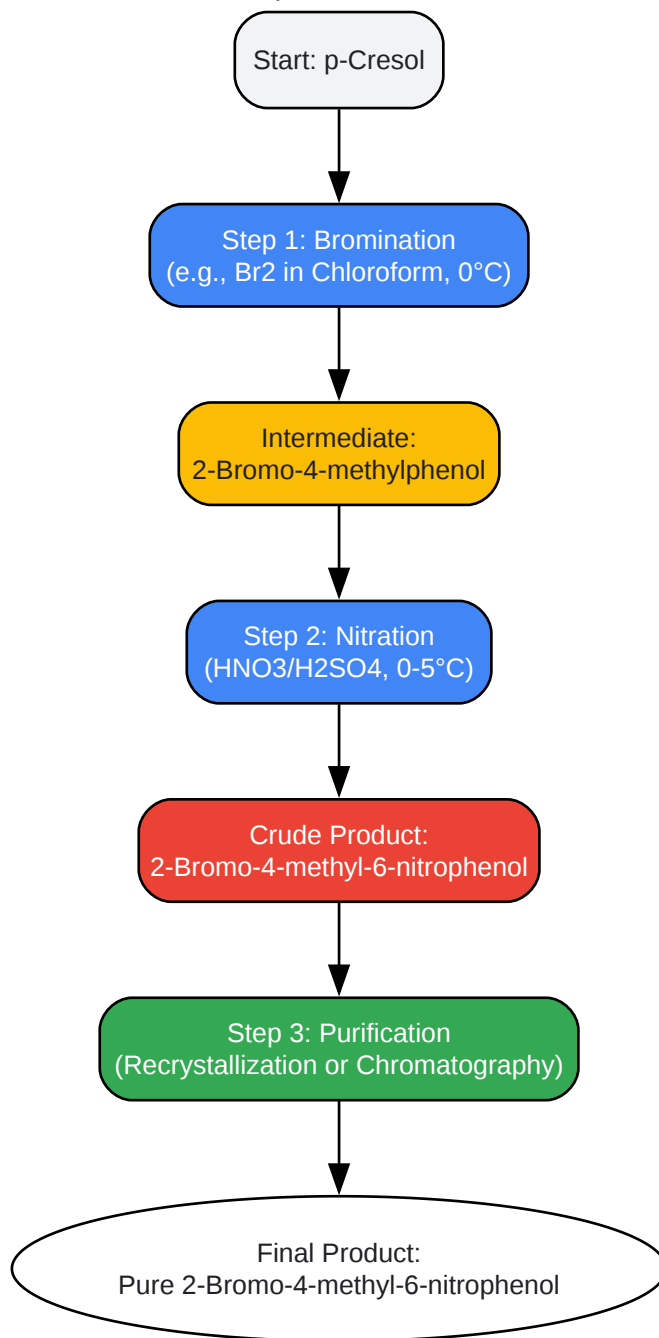 Start: p-Cresol
Step 1: Bromination
(e.g., Br2 in Chloroform, 0°C)
Intermediate:
2-Bromo-4-methylphenol
Step 2: Nitration
(HNO3/H2SO4, 0-5°C)
Crude Product:
2-Bromo-4-methyl-6-nitrophenol
Step 3: Purification
(Recrystallization or Chromatography)
Final Product:
Pure 2-Bromo-4-methyl-6-nitrophenol